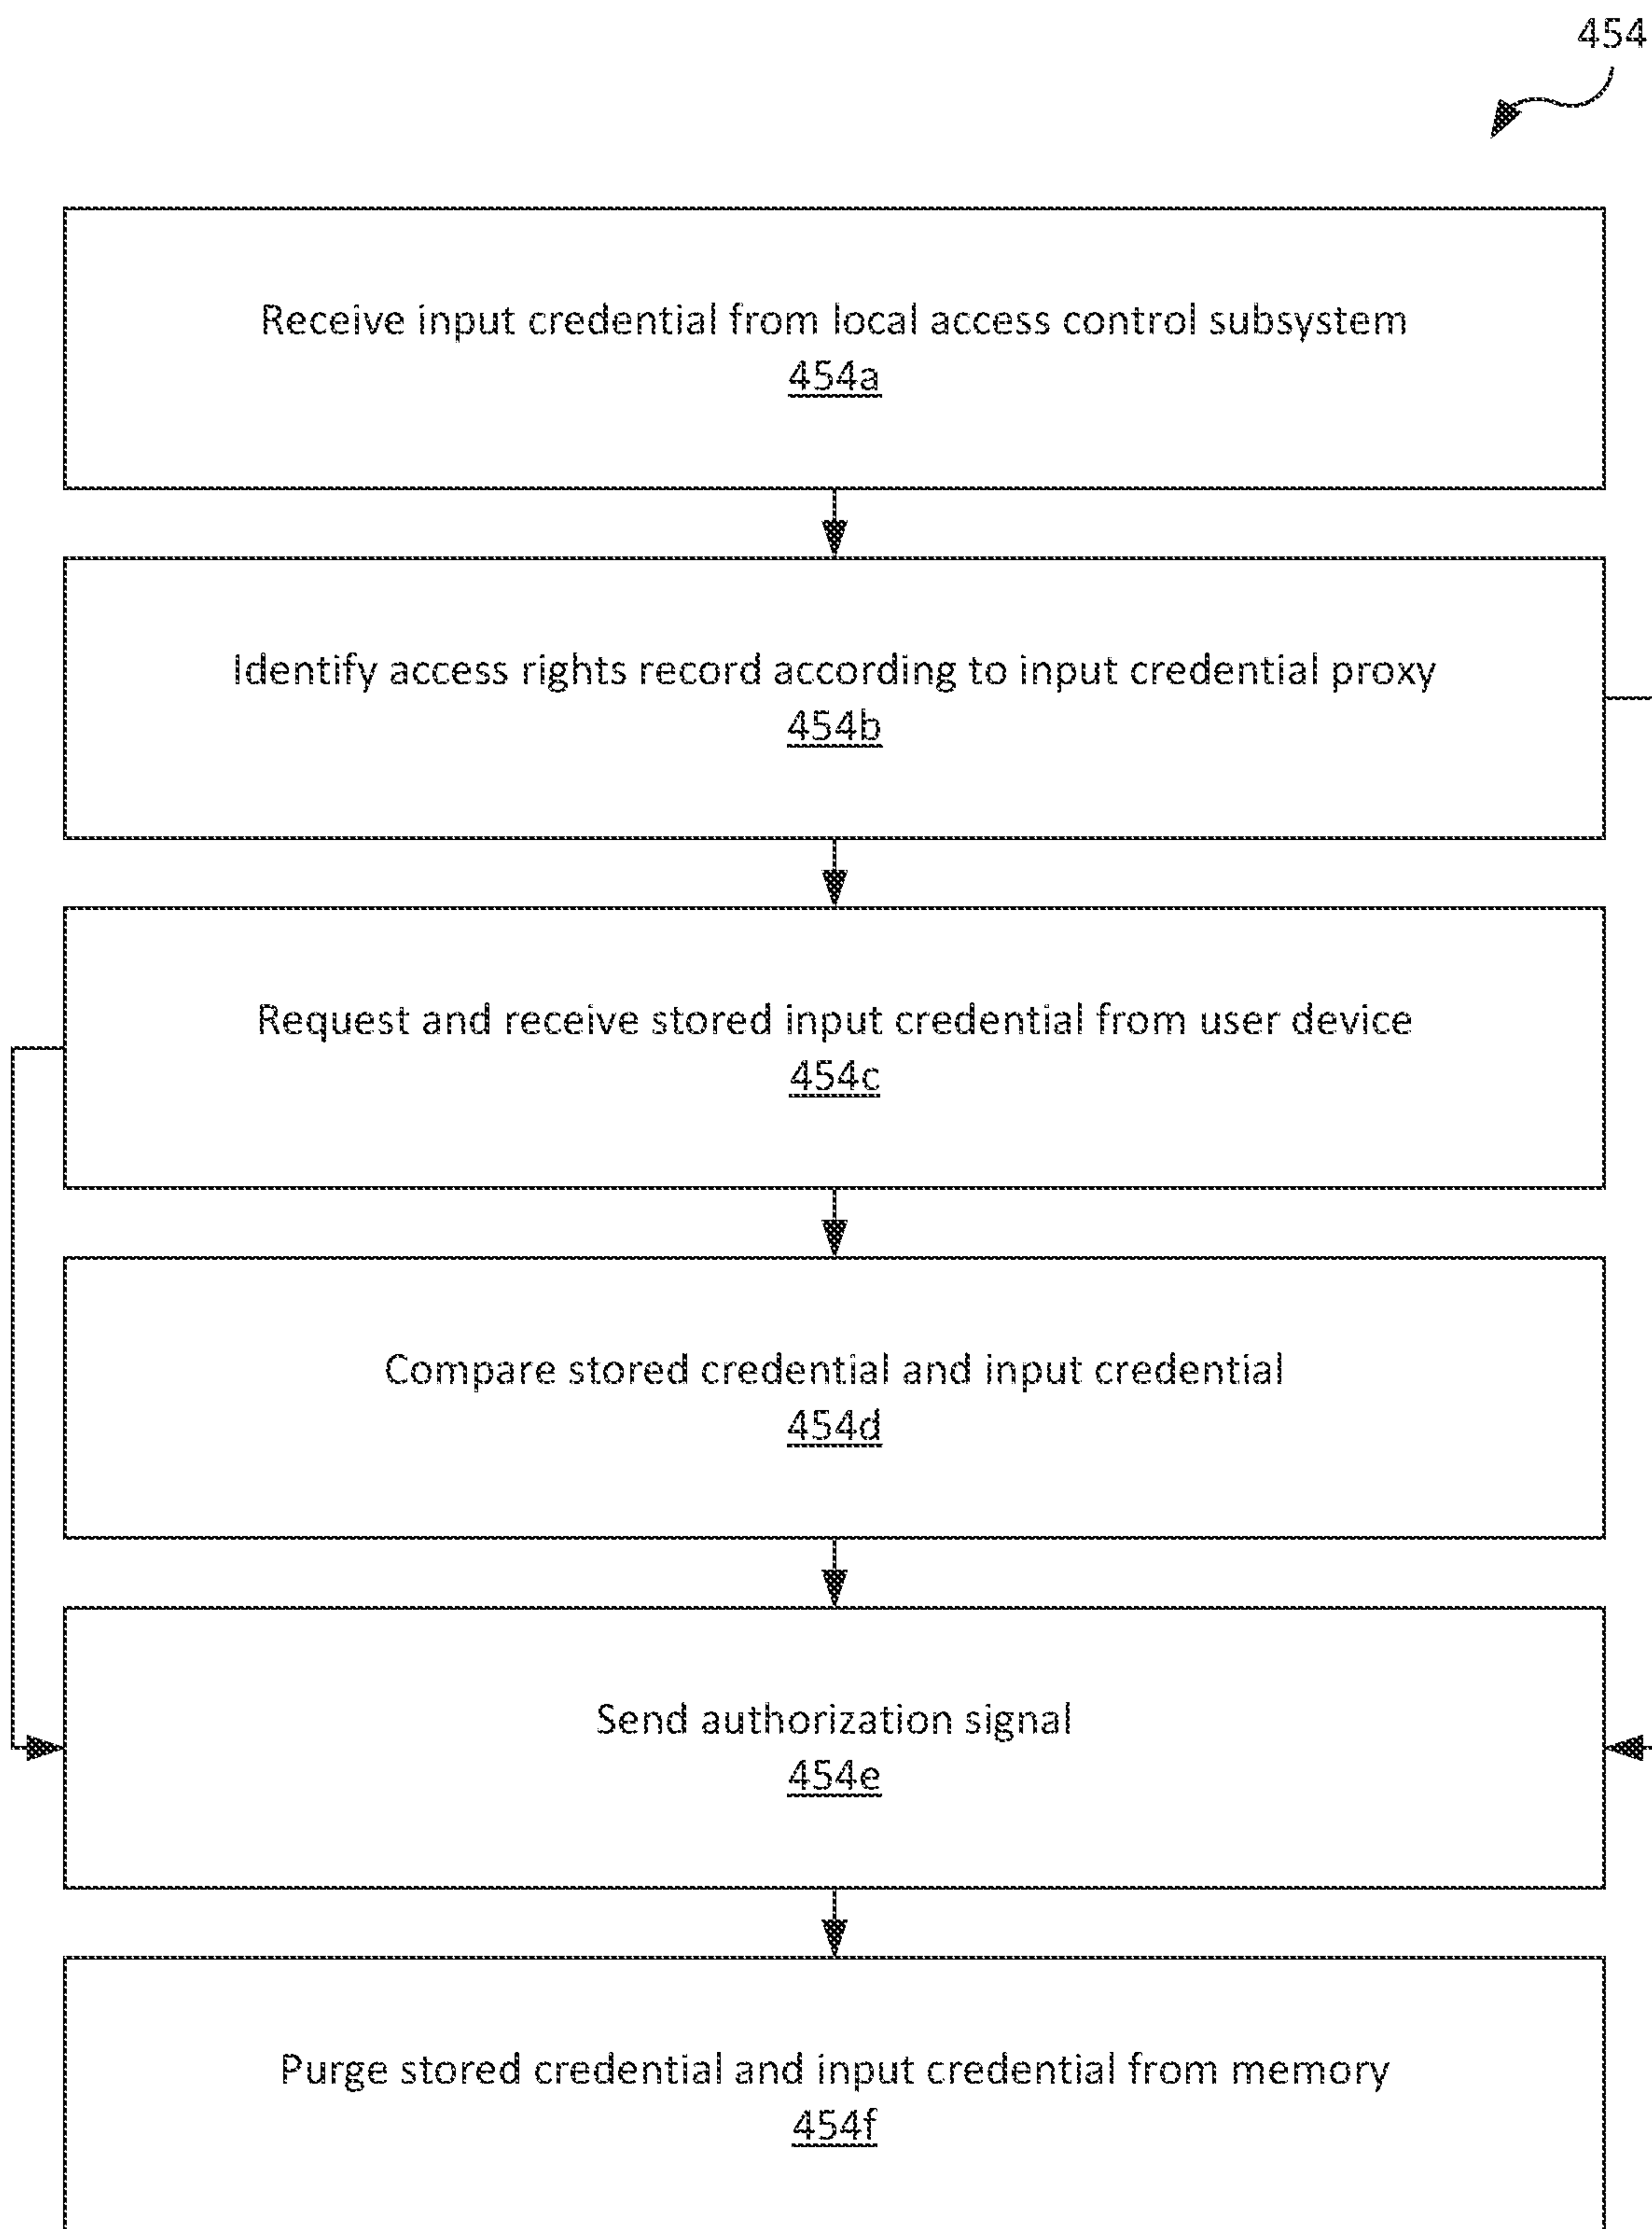 454
Receive input credential from local access control subsystem
454a
Identify access rights record according to input credential proxy
454b
Request and receive stored input credential from user device
454c
Compare stored credential and input credential
454d
Send authorization signal
454e
Purge stored credential and input credential from memory
454f